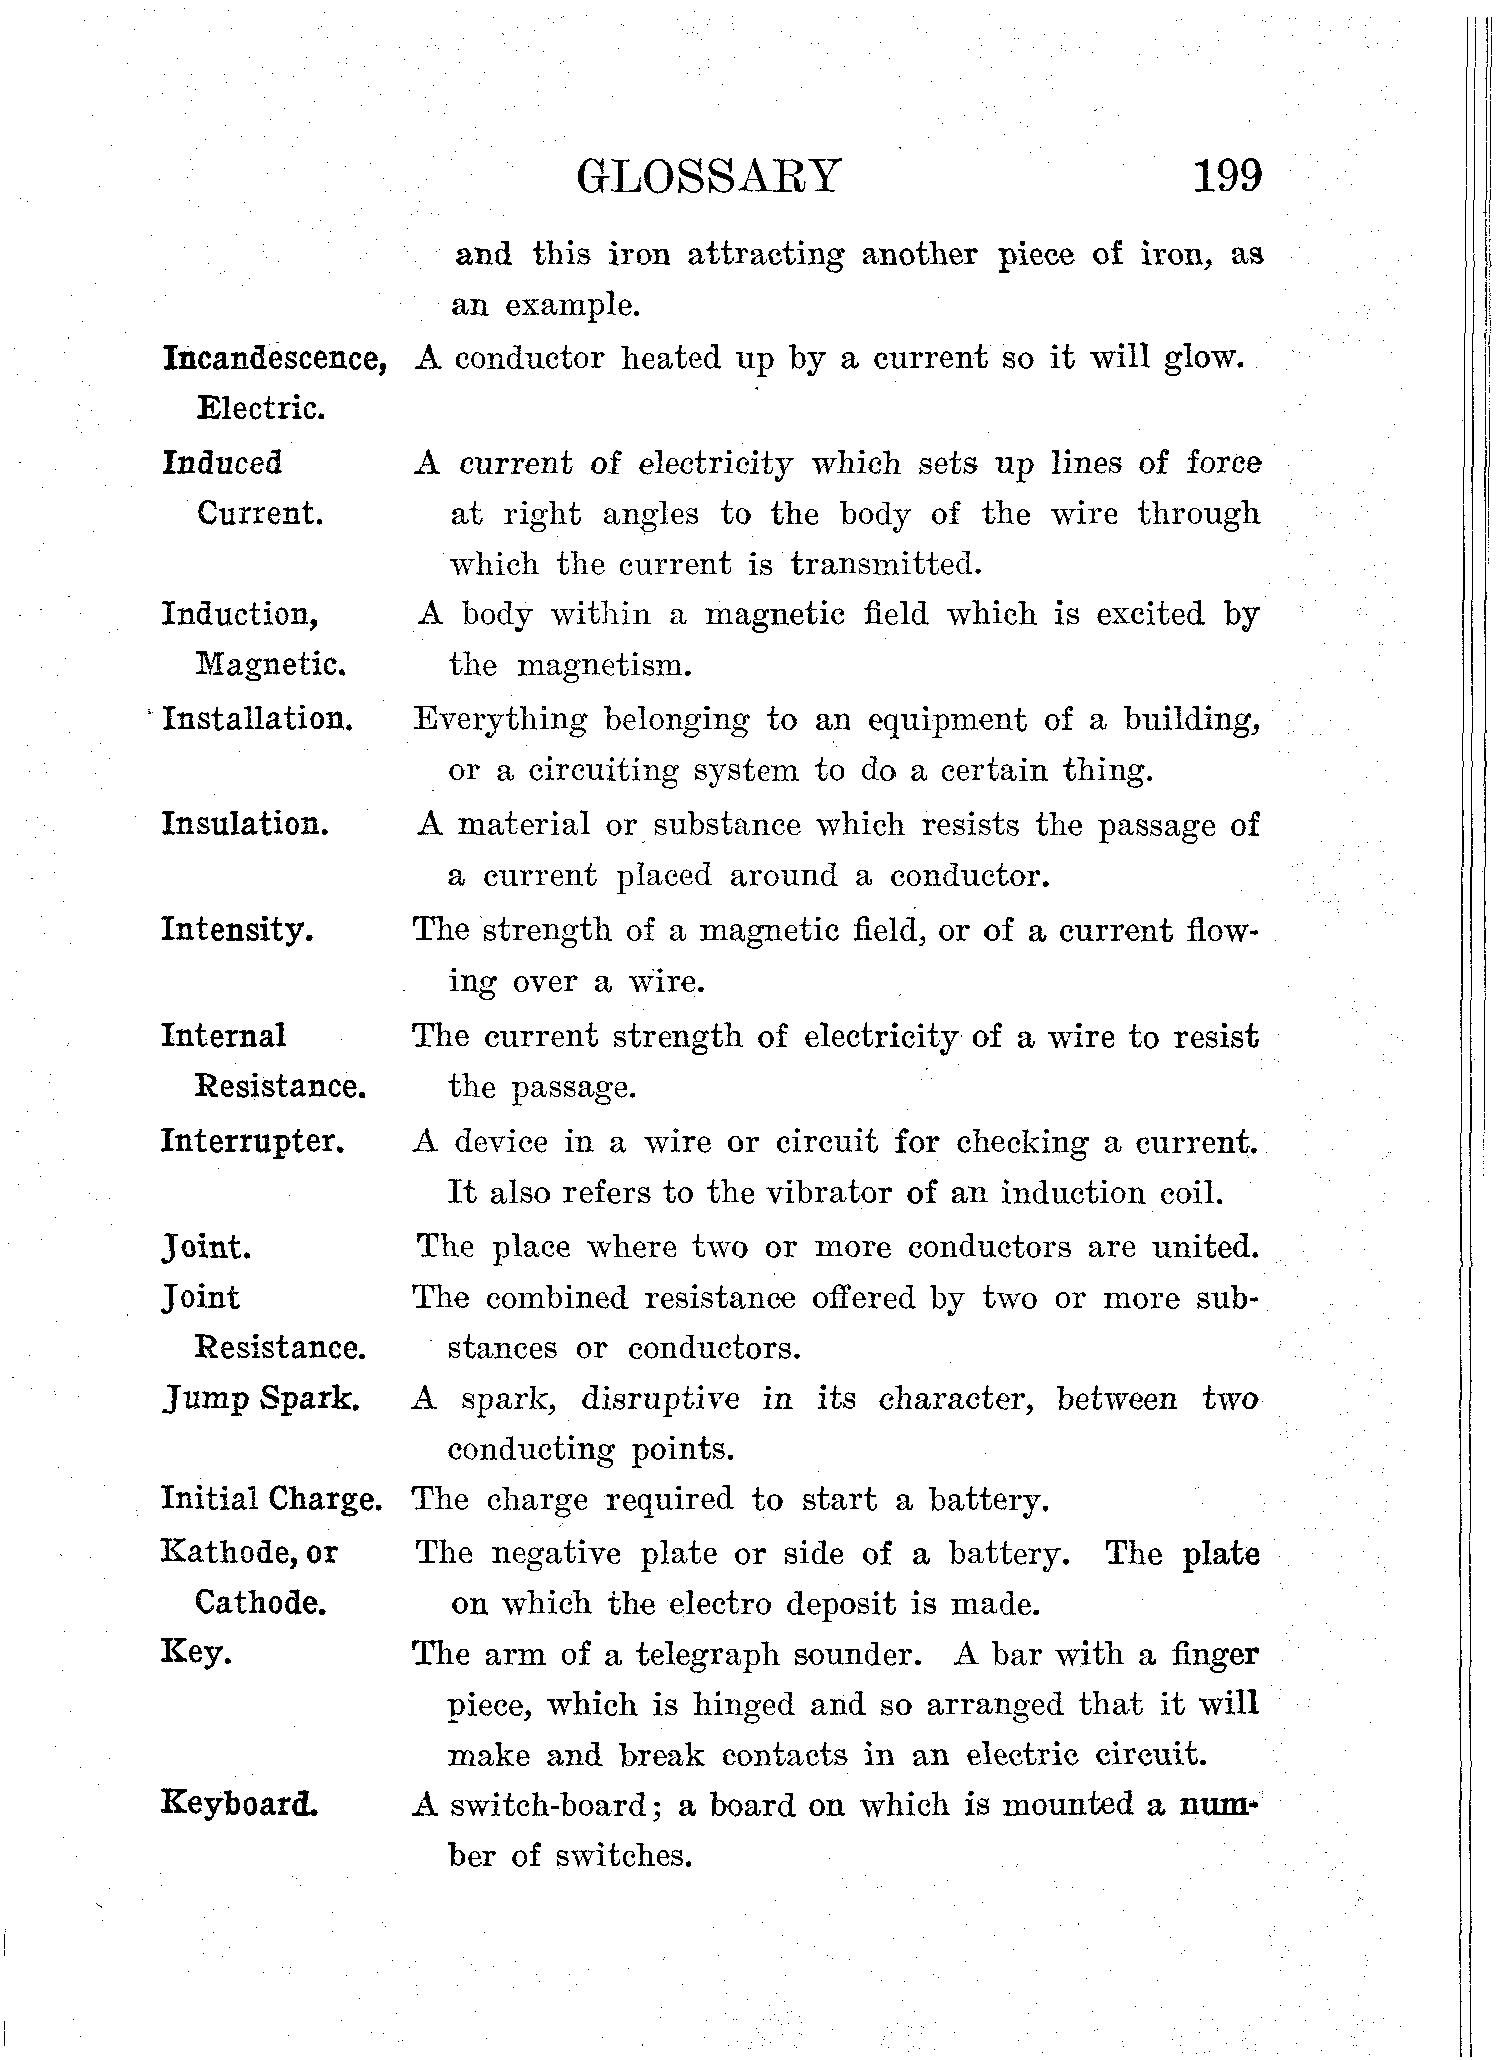 GLOSSARY 199
and this iron attracting another piece of iron, as
an example.
Incandescence, A conductor heated up by a current so it will glow.
Electric.
Induced A current of electricity which sets up lines of force
Current. at right angles to the body of the wire through
which the current is transmitted.
Induction, A body within a magnetic field which is excited by
Magnetic. the magnetism.
Installation. Everything belonging to an equipment of a building,
or a circuiting system to do a certain thing.
Insulation. A material or substance which resists the passage of
a current placed around a conductor.
Intensity. The strength of a magnetic field, or of a current flow-
ing over a wire.
Internal The current strength of electricity of a wire to resist
Resistance. the passage.
Interrupter. A device in a wire or circuit for checking a current.
It also refers to the vibrator of an induction coil.
Joint. The place where two or more conductors are united.
Joint The combined resistance offered by two or more sub-
Resistance. stances or conductors.
Jump Spark. A spark, disruptive in its character, between two
conducting points.
Initial Charge. The charge required to start a battery.
Kathode, or The negative plate or side of a battery. The plate
Cathode. on which the electro deposit is made.
Key. The arm of a telegraph sounder. A bar with a finger
piece, which is hinged and so arranged that it will
make and break contacts in an electric circuit.
Keyboard. A switch-board; a board on which is mounted a num-
ber of switches.